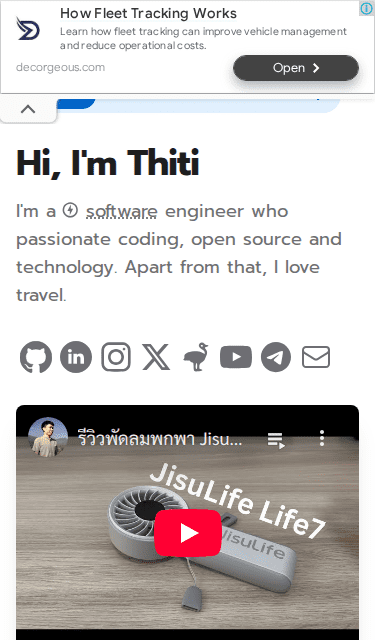 How Fleet Tracking Works
Learn how fleet tracking can improve vehicle management
and reduce operational costs.
decorgeous.com
Open
Hi, I'm Thiti
I'm a software engineer who
passionate coding, open source and
technology. Apart from that, I love
travel.
in
รีวิวพัดลมพกพา Jisu...
JisuLife Life7
JisuLife